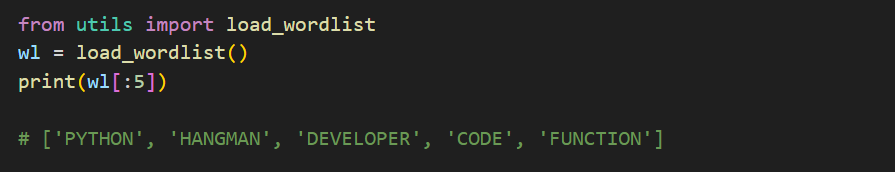 from utils import load_wordlist
wl = load_wordlist()
print(wl[:5])
# ['PYTHON', 'HANGMAN', 'DEVELOPER', 'CODE', 'FUNCTION']